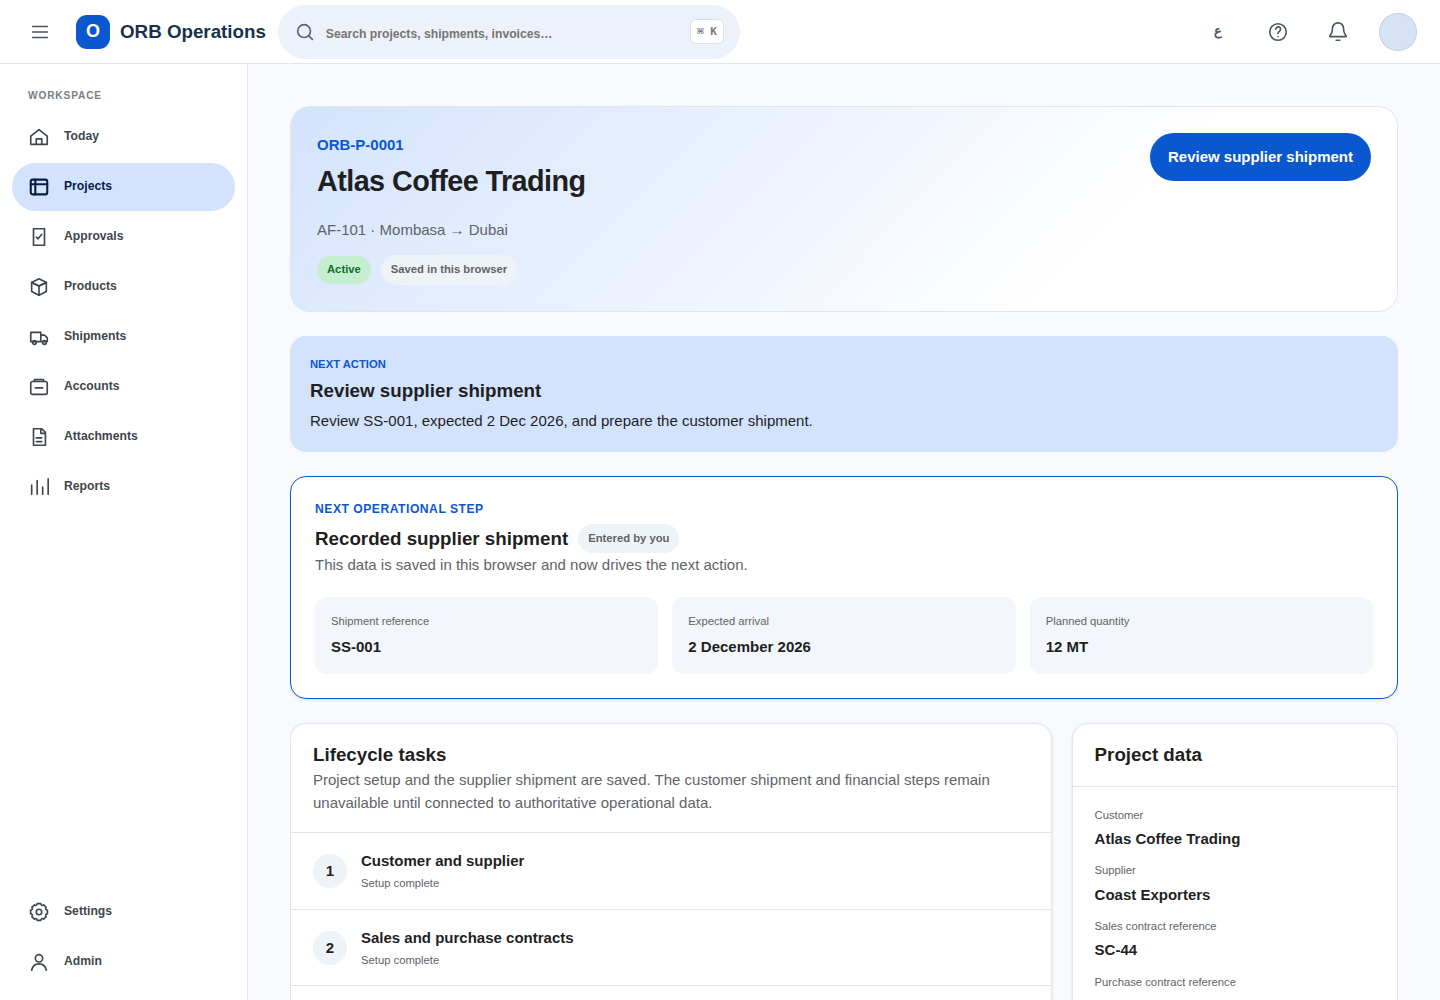 O ORB Operations
Search projects, shipments, invoices…
⌘ K
ع
WORKSPACE
Today
Projects
Approvals
Products
Shipments
Accounts
Attachments
Reports
Settings
Admin
ORB-P-0001
Review supplier shipment
Atlas Coffee Trading
AF-101 · Mombasa → Dubai
Active
Saved in this browser
NEXT ACTION
Review supplier shipment
Review SS-001, expected 2 Dec 2026, and prepare the customer shipment.
NEXT OPERATIONAL STEP
Recorded supplier shipment
Entered by you
This data is saved in this browser and now drives the next action.
Shipment reference
SS-001
Expected arrival
2 December 2026
Planned quantity
12 MT
Lifecycle tasks
Project setup and the supplier shipment are saved. The customer shipment and financial steps remain
unavailable until connected to authoritative operational data.
1
Customer and supplier
Setup complete
2
Sales and purchase contracts
Setup complete
Project data
Customer
Atlas Coffee Trading
Supplier
Coast Exporters
Sales contract reference
SC-44
Purchase contract reference